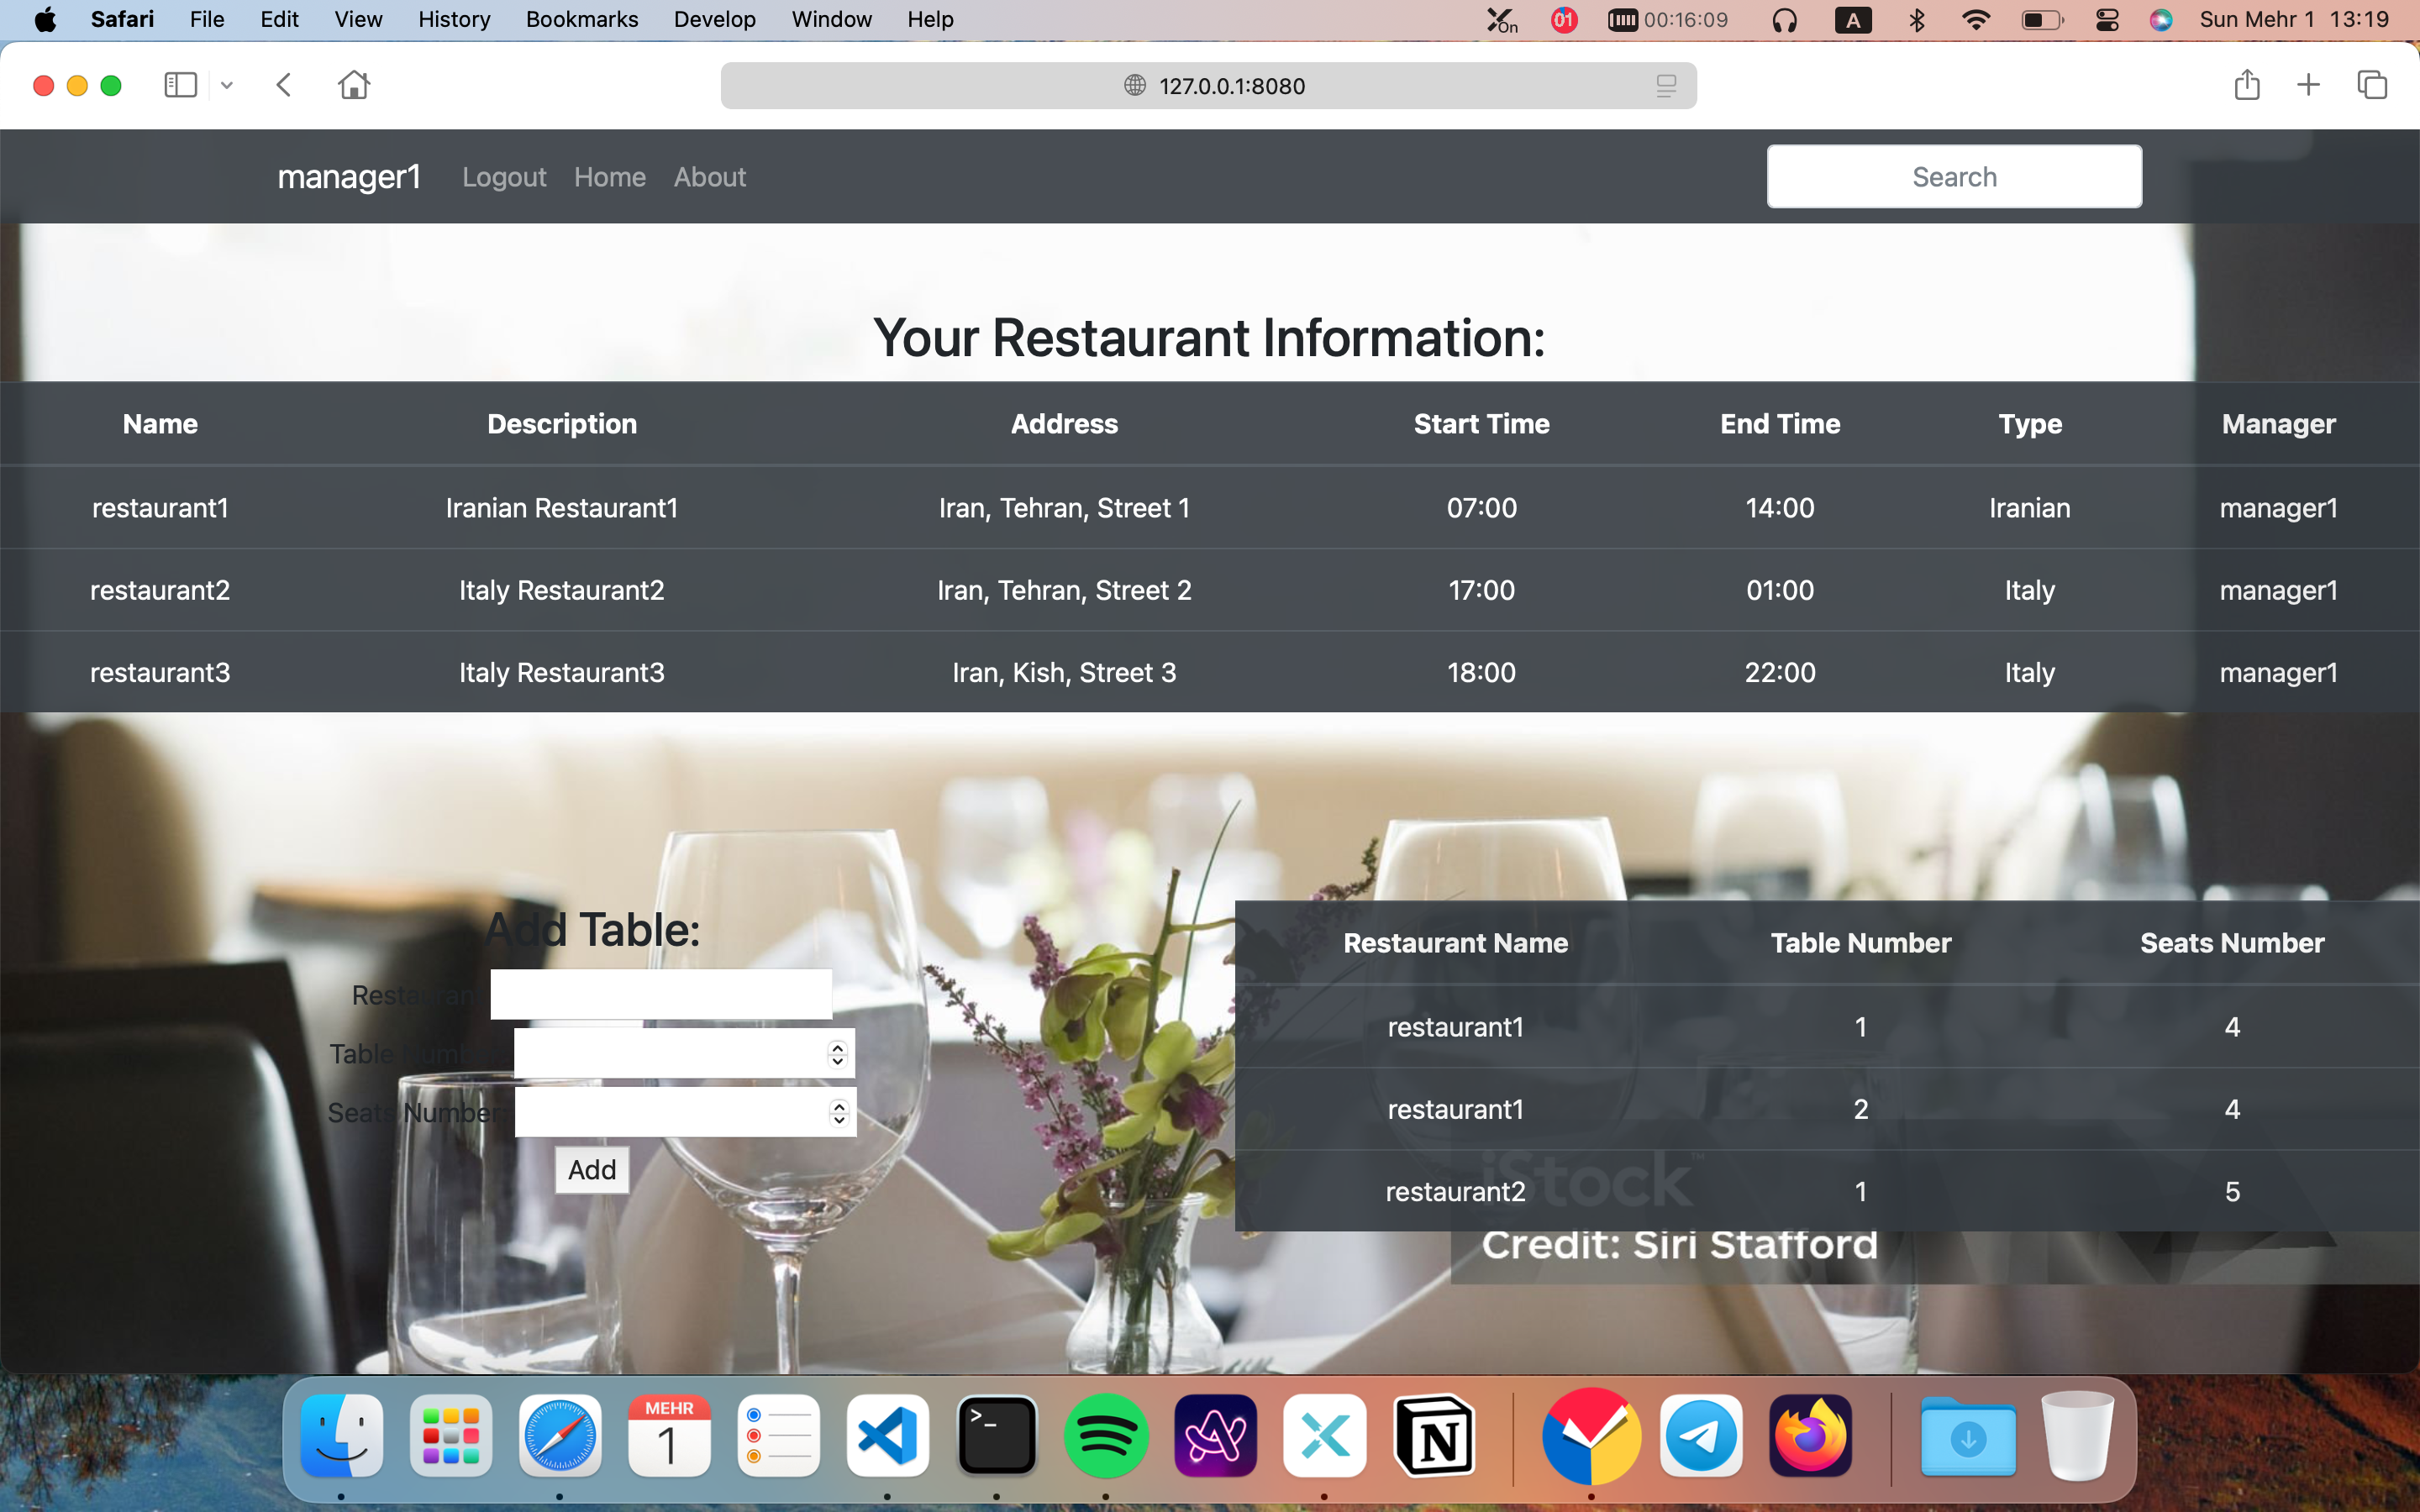 Safari File Edit View History Bookmarks Develop Window Help On 01 00:16:09 A Sun Mehr 1 13:19
127.0.0.1:8080
manager1 Logout Home About Search
Your Restaurant Information:
Name Description Address Start Time End Time Type Manager
restaurant1 Iranian Restaurant1 Iran, Tehran, Street 1 07:00 14:00 Iranian manager1
restaurant2 Italy Restaurant2 Iran, Tehran, Street 2 17:00 01:00 Italy manager1
restaurant3 Italy Restaurant3 Iran, Kish, Street 3 18:00 22:00 Italy manager1
Add Table:
Restaurant
Table Number
Seats Number
Add
Restaurant Name Table Number Seats Number
restaurant1 1 4
restaurant1 2 4
restaurant2 1 5
iStock™
Credit: Siri Stafford
MEHR
1
>_
N